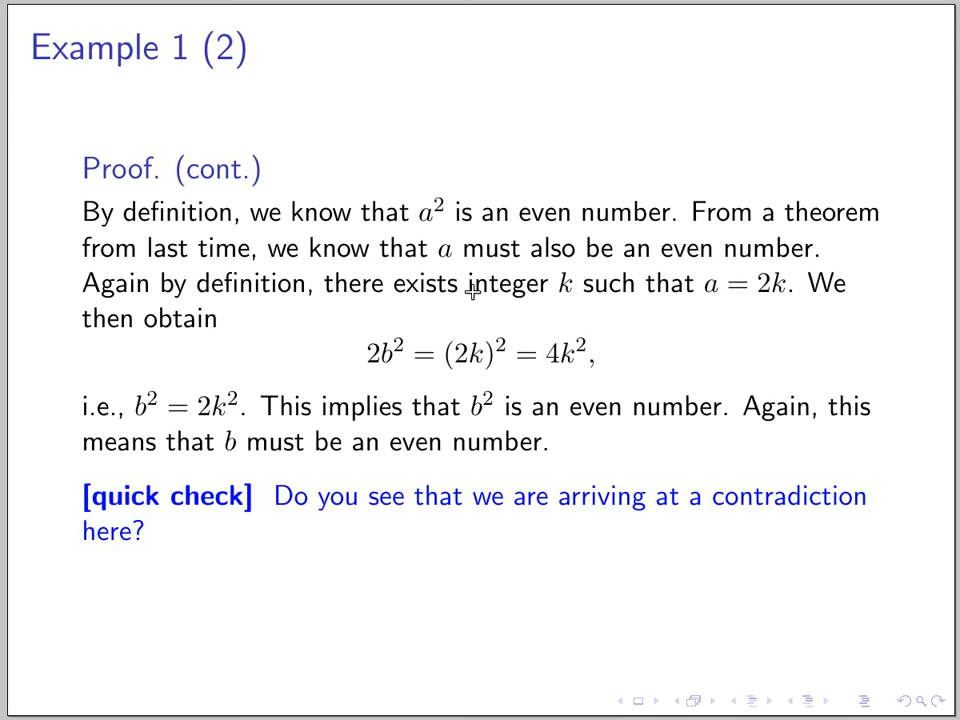 Example 1 (2)
Proof. (cont.)
By definition, we know that a² is an even number. From a theorem
from last time, we know that a must also be an even number.
Again by definition, there exists integer k such that a = 2k. We
then obtain
2b² = (2k)² = 4k²,
i.e., b² = 2k². This implies that b² is an even number. Again, this
means that b must be an even number.
[quick check] Do you see that we are arriving at a contradiction
here?